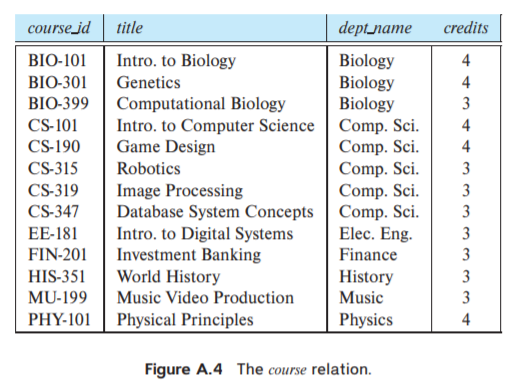 course_id title dept_name credits
BIO-101 Intro. to Biology Biology 4
BIO-301 Genetics Biology 4
BIO-399 Computational Biology Biology 3
CS-101 Intro. to Computer Science Comp. Sci. 4
CS-190 Game Design Comp. Sci. 4
CS-315 Robotics Comp. Sci. 3
CS-319 Image Processing Comp. Sci. 3
CS-347 Database System Concepts Comp. Sci. 3
EE-181 Intro. to Digital Systems Elec. Eng. 3
FIN-201 Investment Banking Finance 3
HIS-351 World History History 3
MU-199 Music Video Production Music 3
PHY-101 Physical Principles Physics 4
Figure A.4 The course relation.